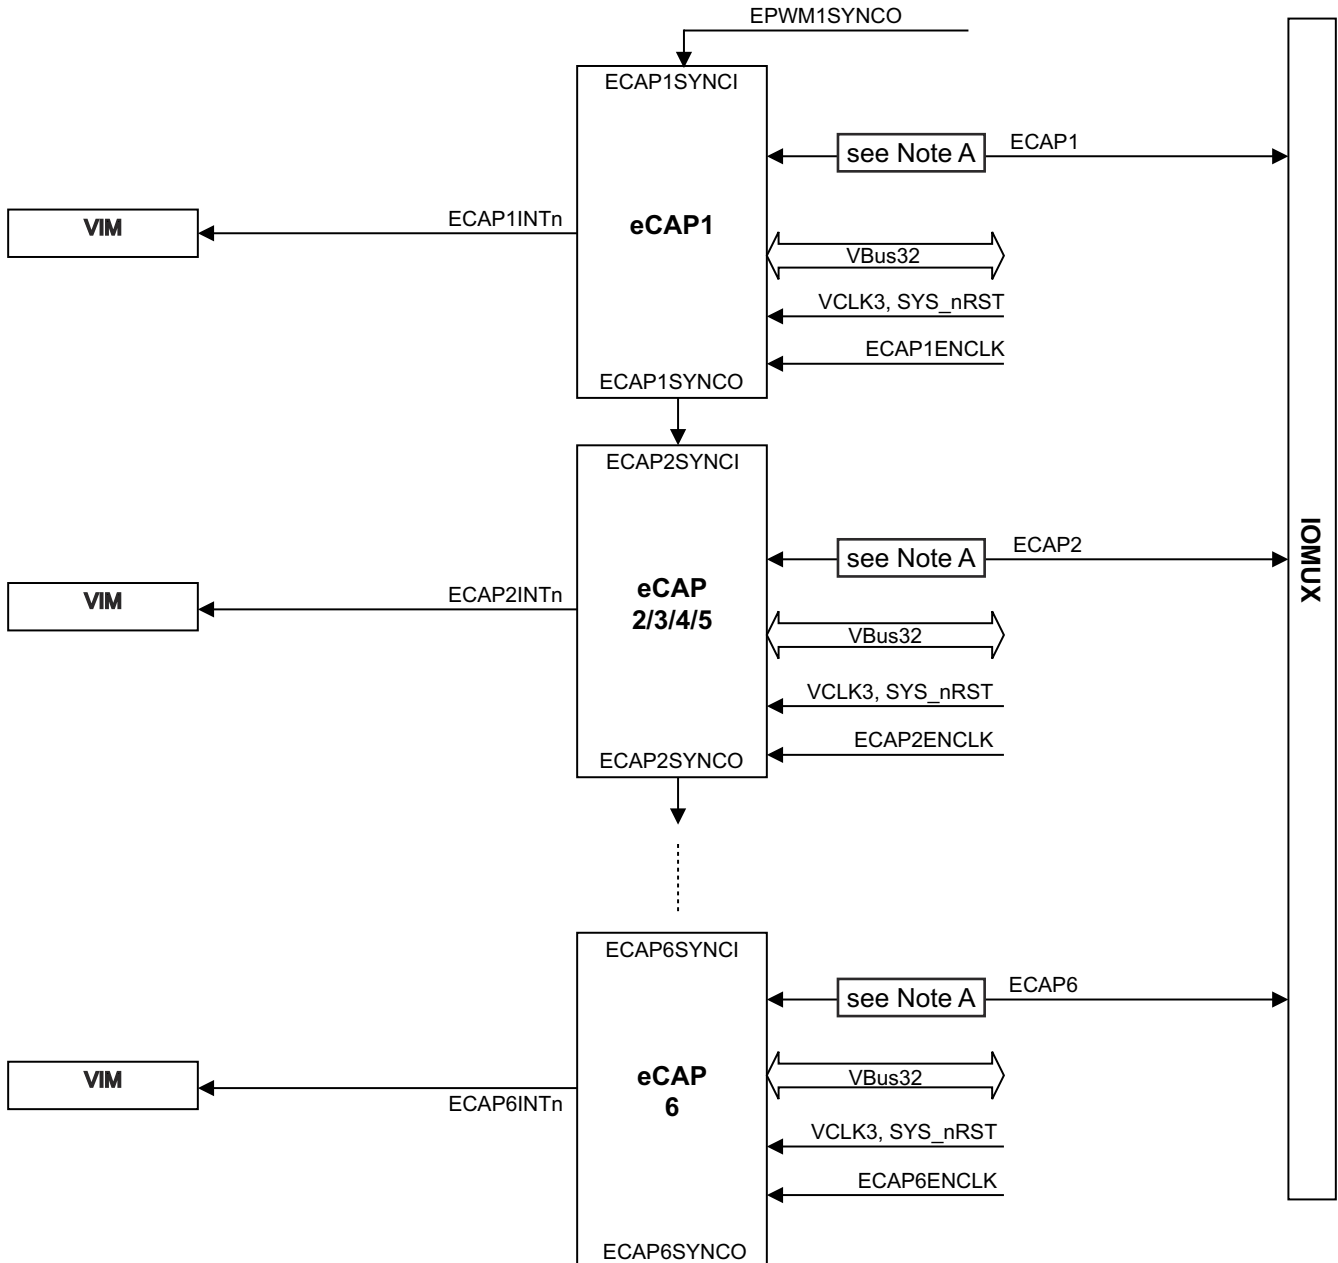 EPWM1SYNCO
ECAP1SYNCI
see Note A
ECAP1
VIM
ECAP1INTn
eCAP1
VBus32
VCLK3, SYS_nRST
ECAP1ENCLK
ECAP1SYNCO
ECAP2SYNCI
see Note A
ECAP2
IOMUX
VIM
ECAP2INTn
eCAP
2/3/4/5
VBus32
VCLK3, SYS_nRST
ECAP2ENCLK
ECAP2SYNCO
ECAP6SYNCI
see Note A
ECAP6
VIM
ECAP6INTn
eCAP
6
VBus32
VCLK3, SYS_nRST
ECAP6ENCLK
ECAP6SYNCO